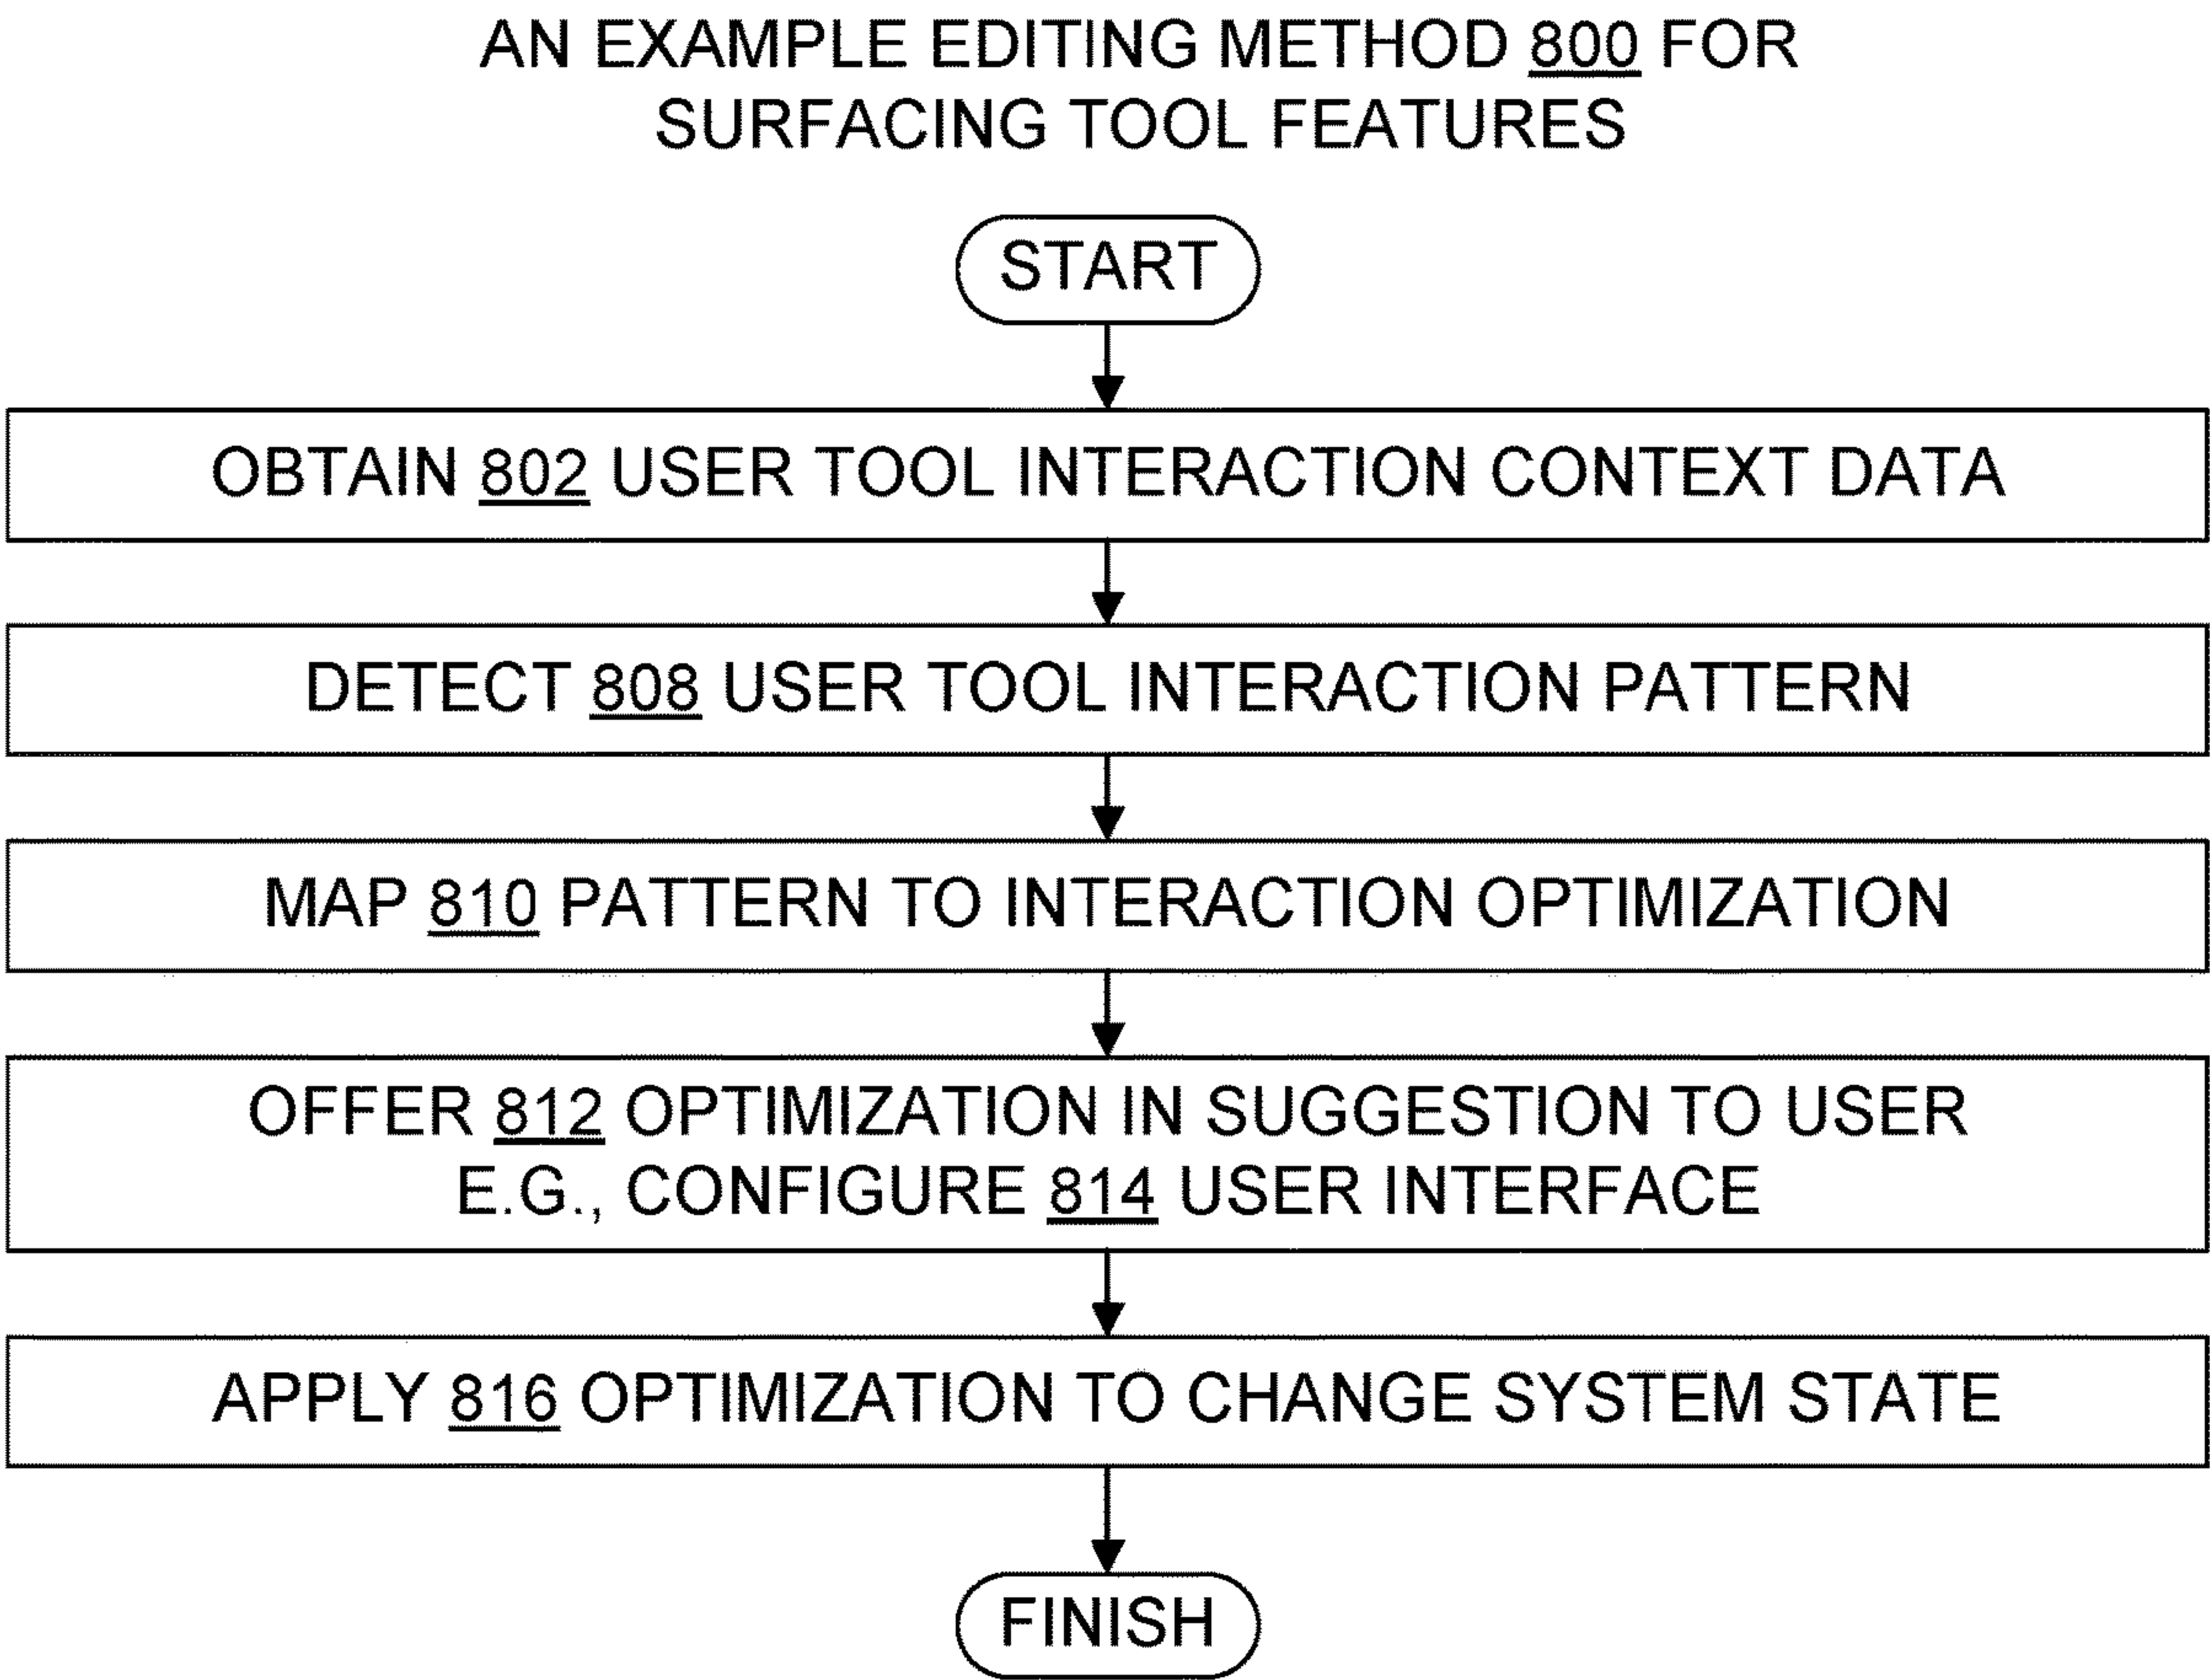 AN EXAMPLE EDITING METHOD 800 FOR
SURFACING TOOL FEATURES
START
OBTAIN 802 USER TOOL INTERACTION CONTEXT DATA
DETECT 808 USER TOOL INTERACTION PATTERN
MAP 810 PATTERN TO INTERACTION OPTIMIZATION
OFFER 812 OPTIMIZATION IN SUGGESTION TO USER
E.G., CONFIGURE 814 USER INTERFACE
APPLY 816 OPTIMIZATION TO CHANGE SYSTEM STATE
FINISH